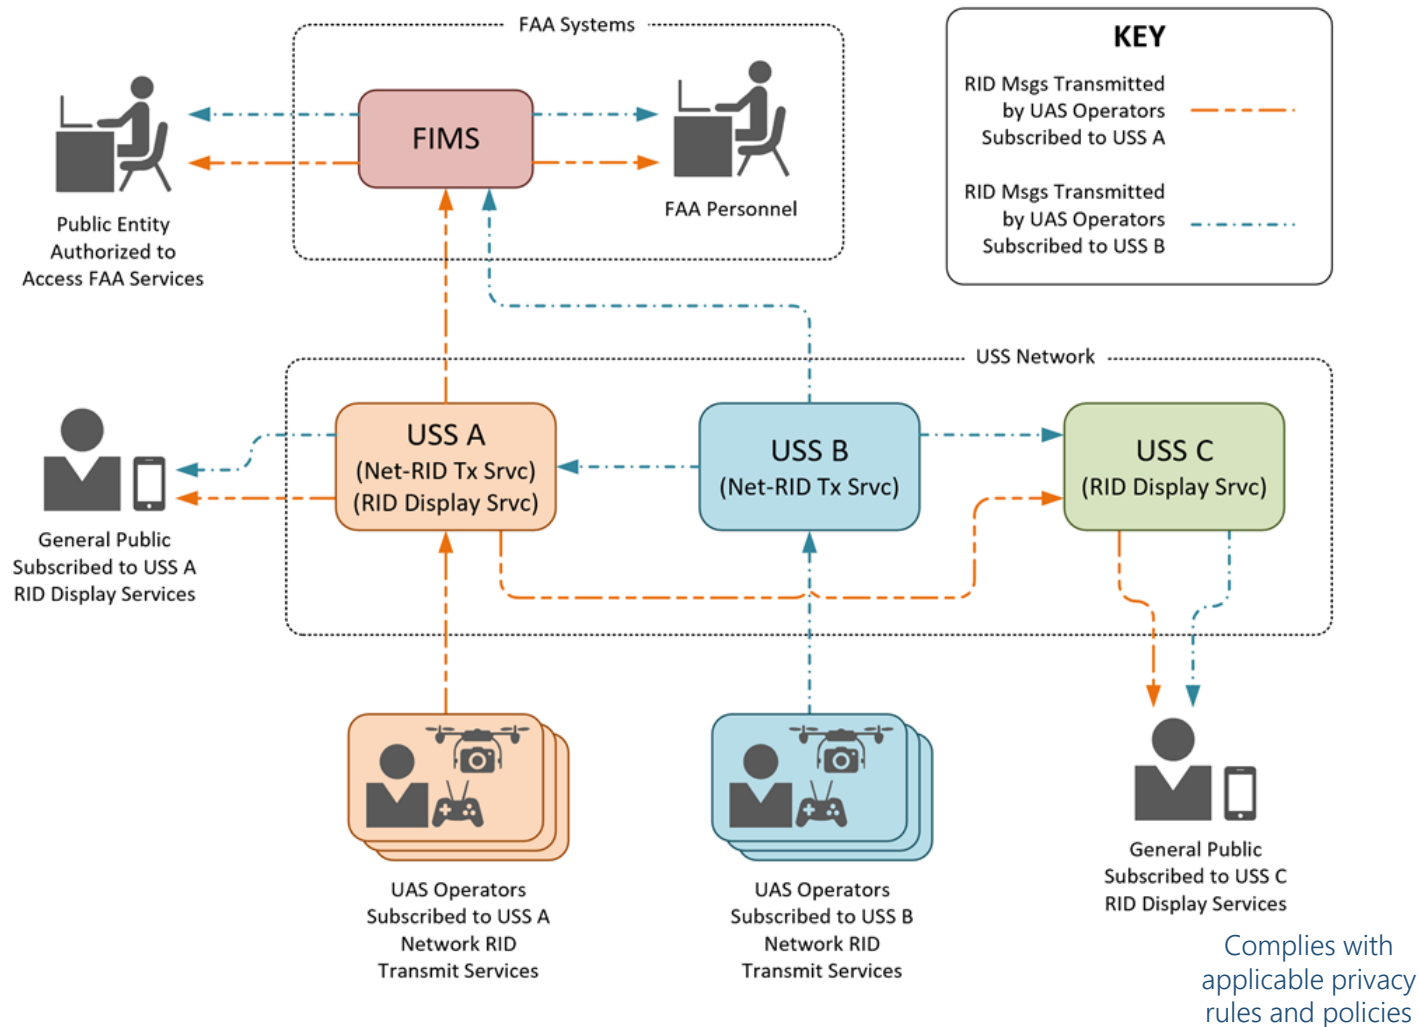 FAA Systems
KEY
RID Msgs Transmitted
by UAS Operators
Subscribed to USS A
RID Msgs Transmitted
by UAS Operators
Subscribed to USS B
FIMS
FAA Personnel
Public Entity
Authorized to
Access FAA Services
USS Network
USS A
(Net-RID Tx Srvc)
(RID Display Srvc)
USS B
(Net-RID Tx Srvc)
USS C
(RID Display Srvc)
General Public
Subscribed to USS A
RID Display Services
UAS Operators
Subscribed to USS A
Network RID
Transmit Services
UAS Operators
Subscribed to USS B
Network RID
Transmit Services
General Public
Subscribed to USS C
RID Display Services
Complies with
applicable privacy
rules and policies